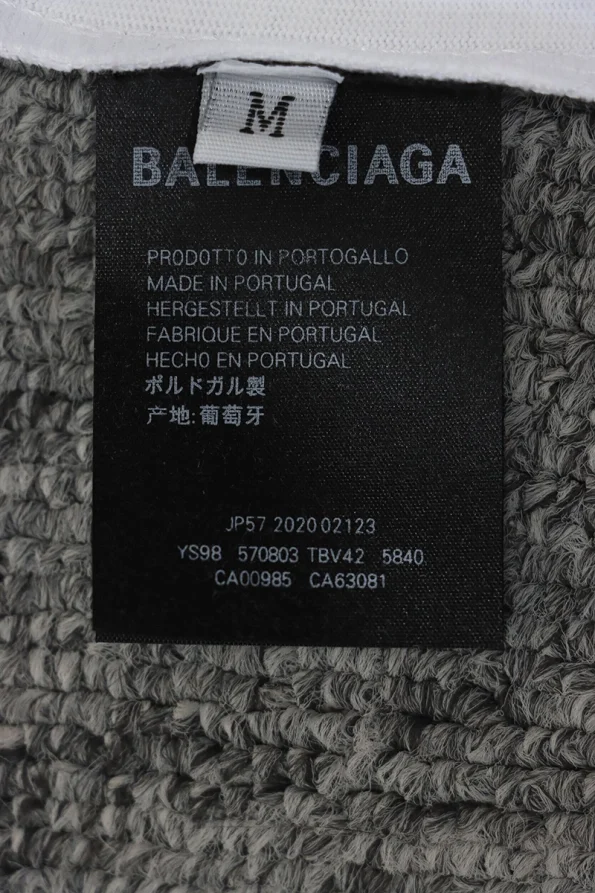 M
BALENCIAGA
PRODOTTO IN PORTOGALLO
MADE IN PORTUGAL
HERGESTELLT IN PORTUGAL
FABRIQUE EN PORTUGAL
HECHO EN PORTUGAL
ポルドガル製
产地:葡萄牙
JP57 2020 02123
YS98 570803 TBV42 5840
CA00985 CA63081